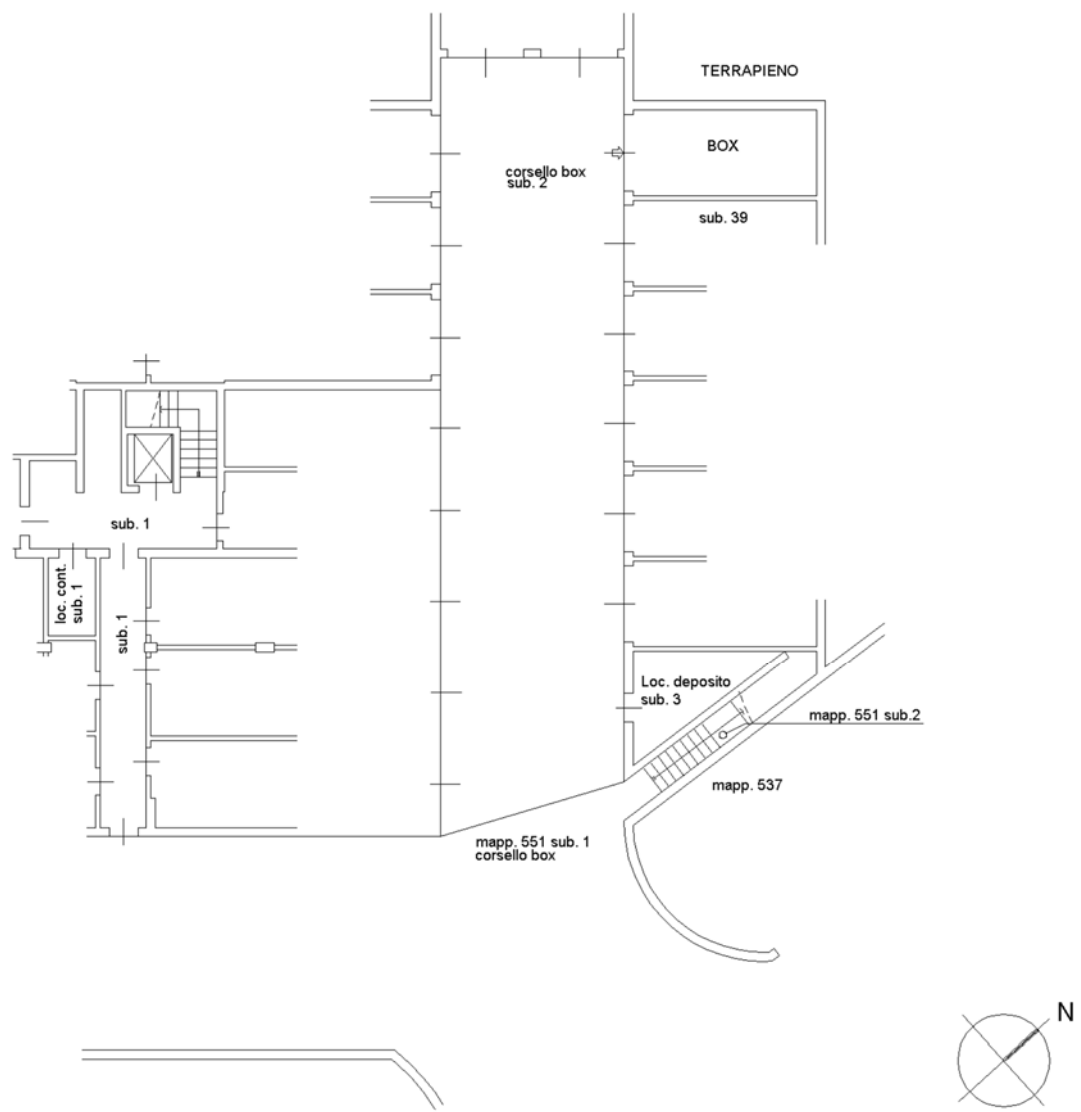 TERRAPIENO
BOX
corsello box
sub. 2
sub. 39
sub. 1
loc. cont.
sub. 1
sub. 1
Loc. deposito
sub. 3
mapp. 551 sub.2
mapp. 537
mapp. 551 sub. 1
corsello box
N